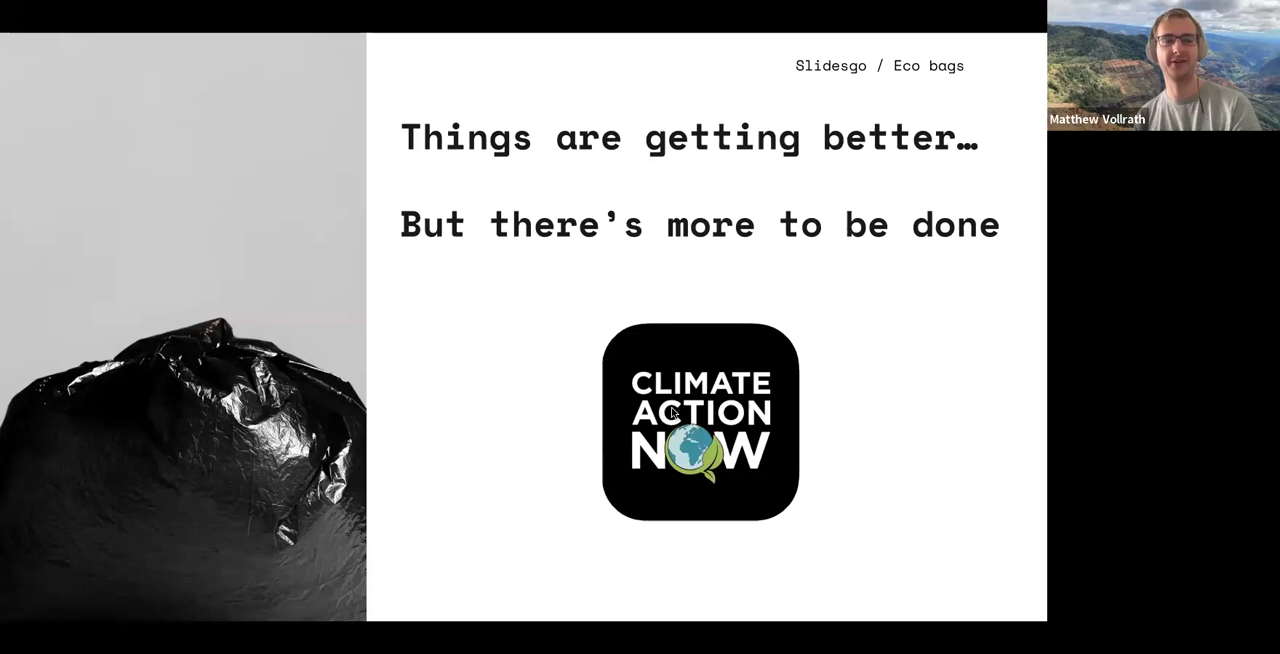 Slidesgo / Eco bags
Matthew Vollrath
Things are getting better…
But there’s more to be done
CLIMATE
ACTION
NOW